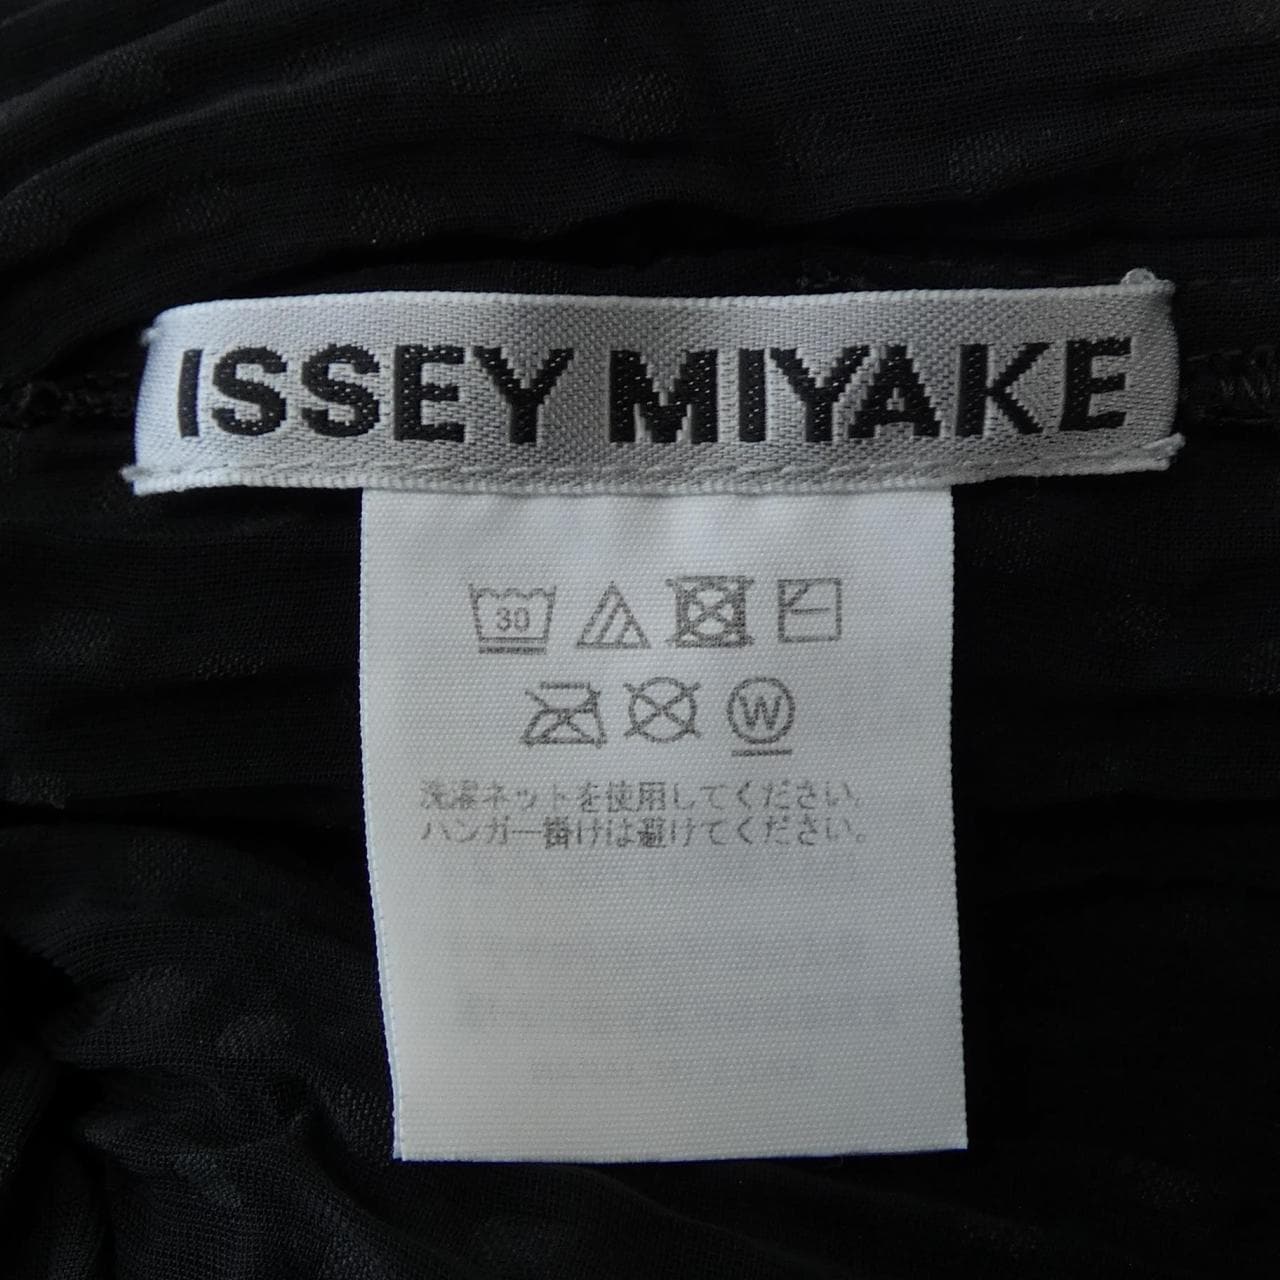 ISSEY MIYAKE
30
W
洗濯ネットを使用してください。
ハンガー掛けは避けてください。